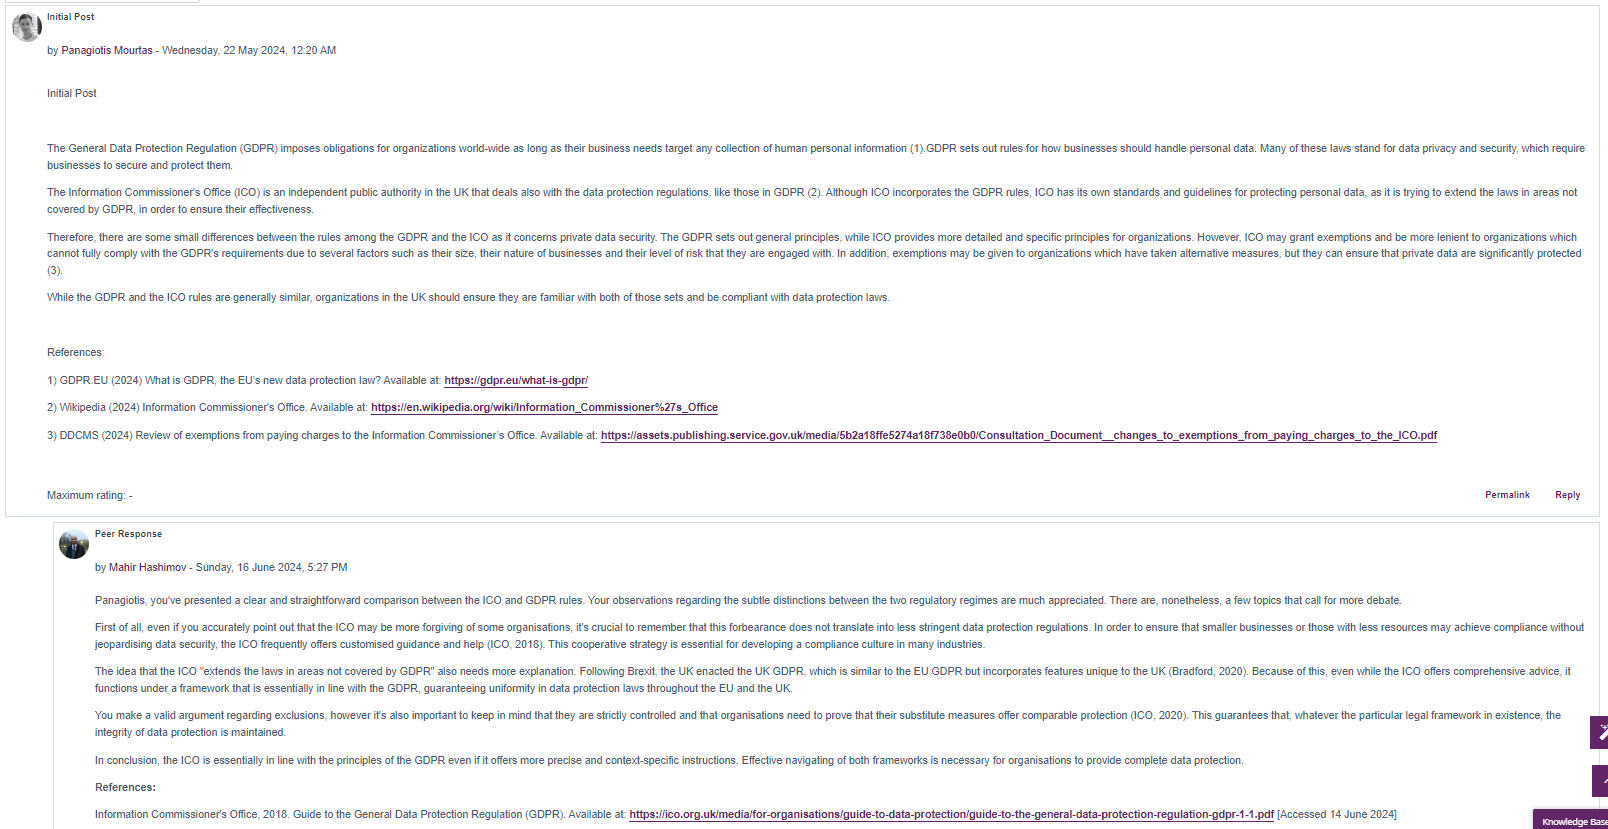 Initial Post
by Panagiotis Mourtas - Wednesday, 22 May 2024, 12:20 AM
Initial Post
The General Data Protection Regulation (GDPR) imposes obligations for organizations world-wide as long as their business needs target any collection of human personal information (1).GDPR sets out rules for how businesses should handle personal data. Many of these laws stand for data privacy and security, which require
businesses to secure and protect them.
The Information Commissioner's Office (ICO) is an independent public authority in the UK that deals also with the data protection regulations, like those in GDPR (2). Although ICO incorporates the GDPR rules, ICO has its own standards and guidelines for protecting personal data, as it is trying to extend the laws in areas not
covered by GDPR, in order to ensure their effectiveness.
Therefore, there are some small differences between the rules among the GDPR and the ICO as it concerns private data security. The GDPR sets out general principles, while ICO provides more detailed and specific principles for organizations. However, ICO may grant exemptions and be more lenient to organizations which
cannot fully comply with the GDPR's requirements due to several factors such as their size, their nature of businesses and their level of risk that they are engaged with. In addition, exemptions may be given to organizations which have taken alternative measures, but they can ensure that private data are significantly protected
(3).
While the GDPR and the ICO rules are generally similar, organizations in the UK should ensure they are familiar with both of those sets and be compliant with data protection laws.
References:
1) GDPR.EU (2024) What is GDPR, the EU's new data protection law? Available at: https://gdpr.eu/what-is-gdpr/
2) Wikipedia (2024) Information Commissioner's Office. Available at: https://en.wikipedia.org/wiki/Information_Commissioner%27s_Office
3) DDCMS (2024) Review of exemptions from paying charges to the Information Commissioner's Office. Available at: https://assets.publishing.service.gov.uk/media/5b2a18ffe5274a18f738e0b0/Consultation_Document__changes_to_exemptions_from_paying_charges_to_the_ICO.pdf
Maximum rating: -
Permalink Reply
Peer Response
by Mahir Hashimov - Sunday, 16 June 2024, 5:27 PM
Panagiotis, you've presented a clear and straightforward comparison between the ICO and GDPR rules. Your observations regarding the subtle distinctions between the two regulatory regimes are much appreciated. There are, nonetheless, a few topics that call for more debate.
First of all, even if you accurately point out that the ICO may be more forgiving of some organisations, it's crucial to remember that this forbearance does not translate into less stringent data protection regulations. In order to ensure that smaller businesses or those with less resources may achieve compliance without
jeopardising data security, the ICO frequently offers customised guidance and help (ICO, 2018). This cooperative strategy is essential for developing a compliance culture in many industries.
The idea that the ICO "extends the laws in areas not covered by GDPR" also needs more explanation. Following Brexit, the UK enacted the UK GDPR, which is similar to the EU GDPR but incorporates features unique to the UK (Bradford, 2020). Because of this, even while the ICO offers comprehensive advice, it
functions under a framework that is essentially in line with the GDPR, guaranteeing uniformity in data protection laws throughout the EU and the UK.
You make a valid argument regarding exclusions, however it's also important to keep in mind that they are strictly controlled and that organisations need to prove that their substitute measures offer comparable protection (ICO, 2020). This guarantees that, whatever the particular legal framework in existence, the
integrity of data protection is maintained.
In conclusion, the ICO is essentially in line with the principles of the GDPR even if it offers more precise and context-specific instructions. Effective navigating of both frameworks is necessary for organisations to provide complete data protection.
References:
Information Commissioner's Office, 2018. Guide to the General Data Protection Regulation (GDPR). Available at: https://ico.org.uk/media/for-organisations/guide-to-data-protection/guide-to-the-general-data-protection-regulation-gdpr-1-1.pdf [Accessed 14 June 2024]
Knowledge Base